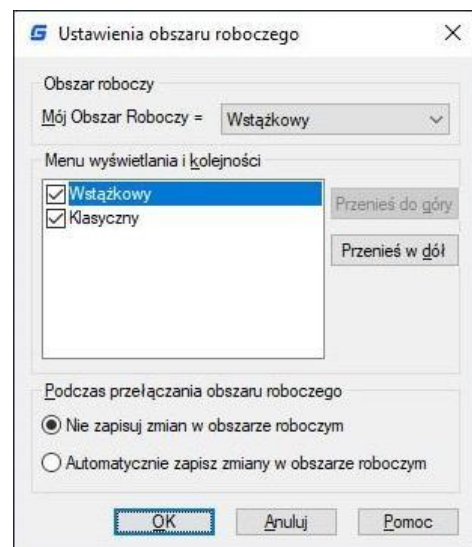 Ustawienia obszaru roboczego
Obszar roboczy
Mój Obszar Roboczy =
Wstążkowy
Menu wyświetlania i kolejności
Wstążkowy
Klasyczny
Przenieś do góry
Przenieś w dół
Podczas przełączania obszaru roboczego
Nie zapisuj zmian w obszarze roboczym
Automatycznie zapisz zmiany w obszarze roboczym
OK
Anuluj
Pomoc